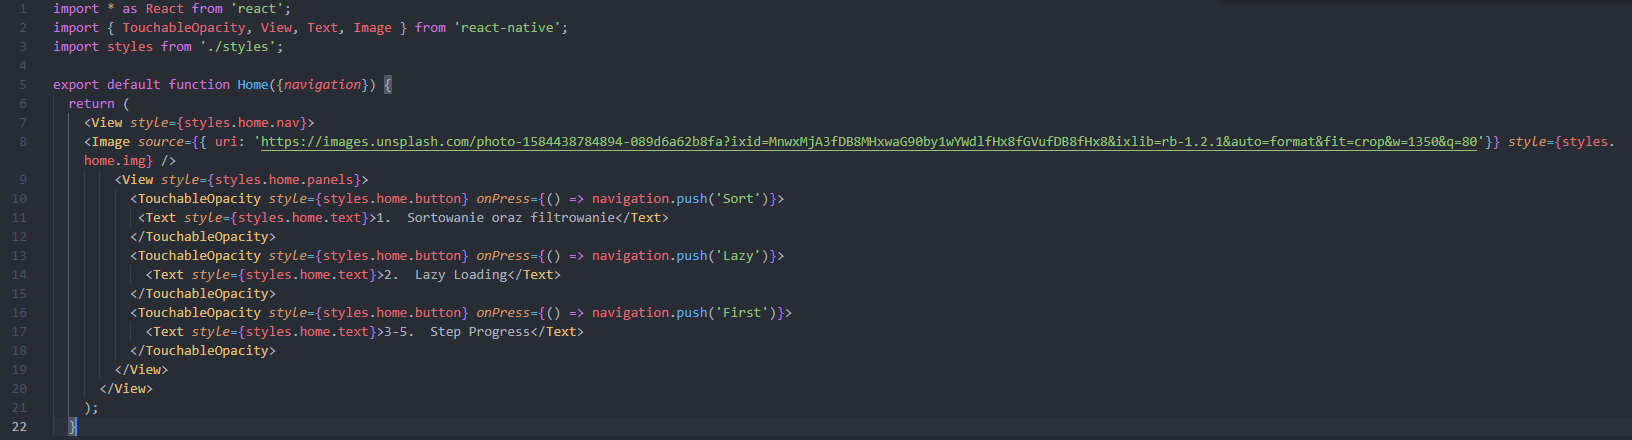 1 import * as React from 'react';
2 import { TouchableOpacity, View, Text, Image } from 'react-native';
3 import styles from './styles';
4
5 export default function Home({navigation}) {
6 return (
7 <View style={styles.home.nav}>
8 <Image source={{ uri: 'https://images.unsplash.com/photo-1584438784894-089d6a62b8fa?ixid=MnwxMjA3fDB8MHxwaG90by1wYWdlfHx8fGVufDB8fHx8&ixlib=rb-1.2.1&auto=format&fit=crop&w=1350&q=80'}} style={styles.
home.img} />
9 <View style={styles.home.panels}>
10 <TouchableOpacity style={styles.home.button} onPress={() => navigation.push('Sort')}>
11 <Text style={styles.home.text}>1.  Sortowanie oraz filtrowanie</Text>
12 </TouchableOpacity>
13 <TouchableOpacity style={styles.home.button} onPress={() => navigation.push('Lazy')}>
14 <Text style={styles.home.text}>2.  Lazy Loading</Text>
15 </TouchableOpacity>
16 <TouchableOpacity style={styles.home.button} onPress={() => navigation.push('First')}>
17 <Text style={styles.home.text}>3-5.  Step Progress</Text>
18 </TouchableOpacity>
19 </View>
20 </View>
21 );
22 }